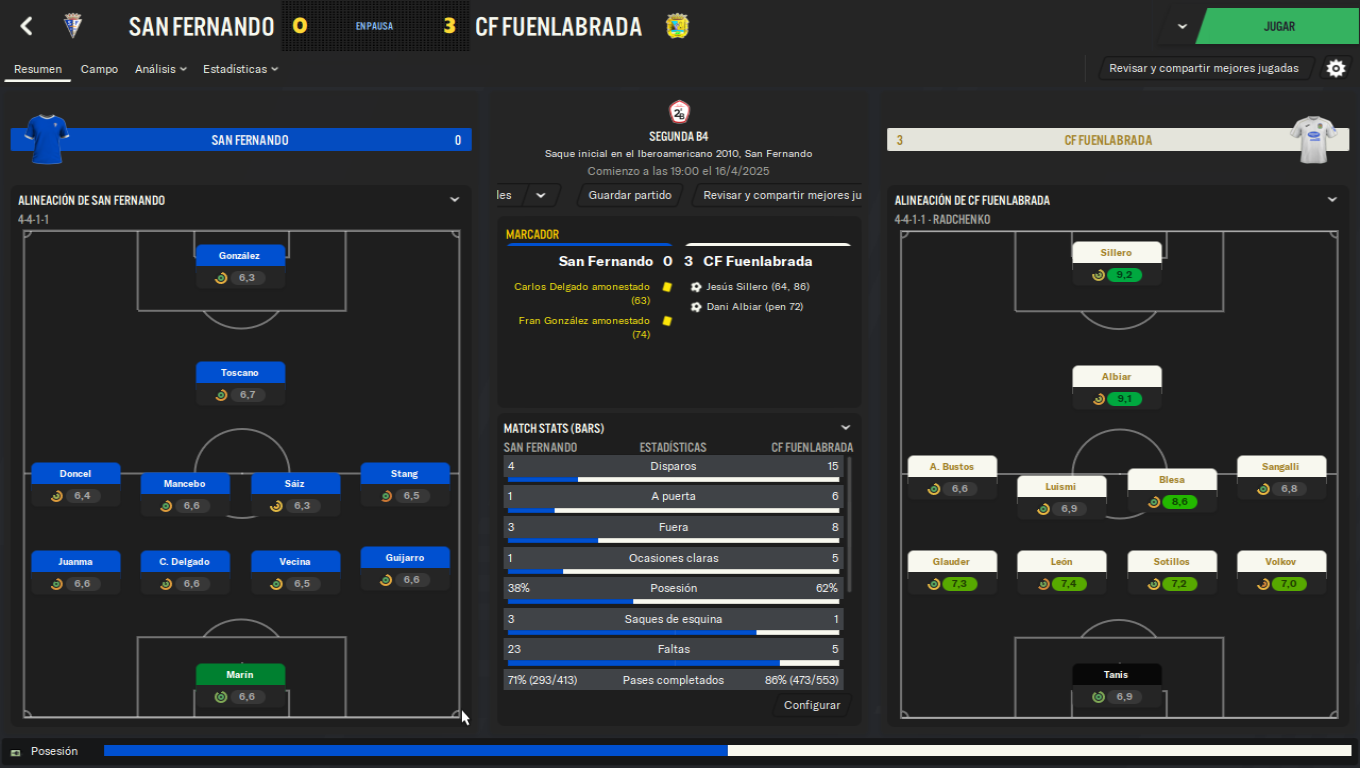 SAN FERNANDO 0 EN PAUSA 3 CF FUENLABRADA JUGAR
Resumen Campo Análisis Estadísticas Revisar y compartir mejores jugadas
2ªB
SEGUNDA B4
Saque inicial en el Iberoamericano 2010, San Fernando
Comienzo a las 19:00 el 16/4/2025
les Guardar partido Revisar y compartir mejores ju
SAN FERNANDO 0
ALINEACIÓN DE SAN FERNANDO
4-4-1-1
González
6,3
Toscano
6,7
Doncel
6,4
Mancebo
6,6
Sáiz
6,3
Stang
6,5
Juanma
6,6
C. Delgado
6,6
Vecina
6,5
Guijarro
6,6
Marín
6,6
MARCADOR
San Fernando 0 3 CF Fuenlabrada
Carlos Delgado amonestado
(63)
Fran González amonestado
(74)
Jesús Sillero (64, 86)
Dani Albiar (pen 72)
MATCH STATS (BARS)
SAN FERNANDO ESTADÍSTICAS CF FUENLABRADA
4 Disparos 15
1 A puerta 6
3 Fuera 8
1 Ocasiones claras 5
38% Posesión 62%
3 Saques de esquina 1
23 Faltas 5
71% (293/413) Pases completados 86% (473/553)
Configurar
3 CF FUENLABRADA
ALINEACIÓN DE CF FUENLABRADA
4-4-1-1 - RADCHENKO
Sillero
9,2
Albiar
9,1
A. Bustos
6,6
Luismi
6,9
Blesa
8,6
Sangalli
6,8
Glauder
7,3
León
7,4
Sotillos
7,2
Volkov
7,0
Tanis
6,9
Posesión